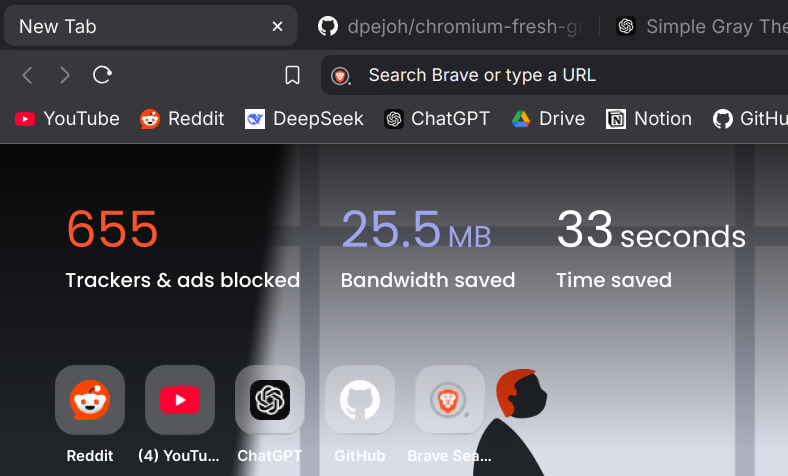 New Tab
dpejoh/chromium-fresh-gr
Simple Gray The
Search Brave or type a URL
YouTube
Reddit
DeepSeek
ChatGPT
Drive
Notion
GitHu
655
25.5 MB
33 seconds
Trackers & ads blocked
Bandwidth saved
Time saved
Reddit
(4) YouTu...
ChatGPT
GitHub
Brave Sea...